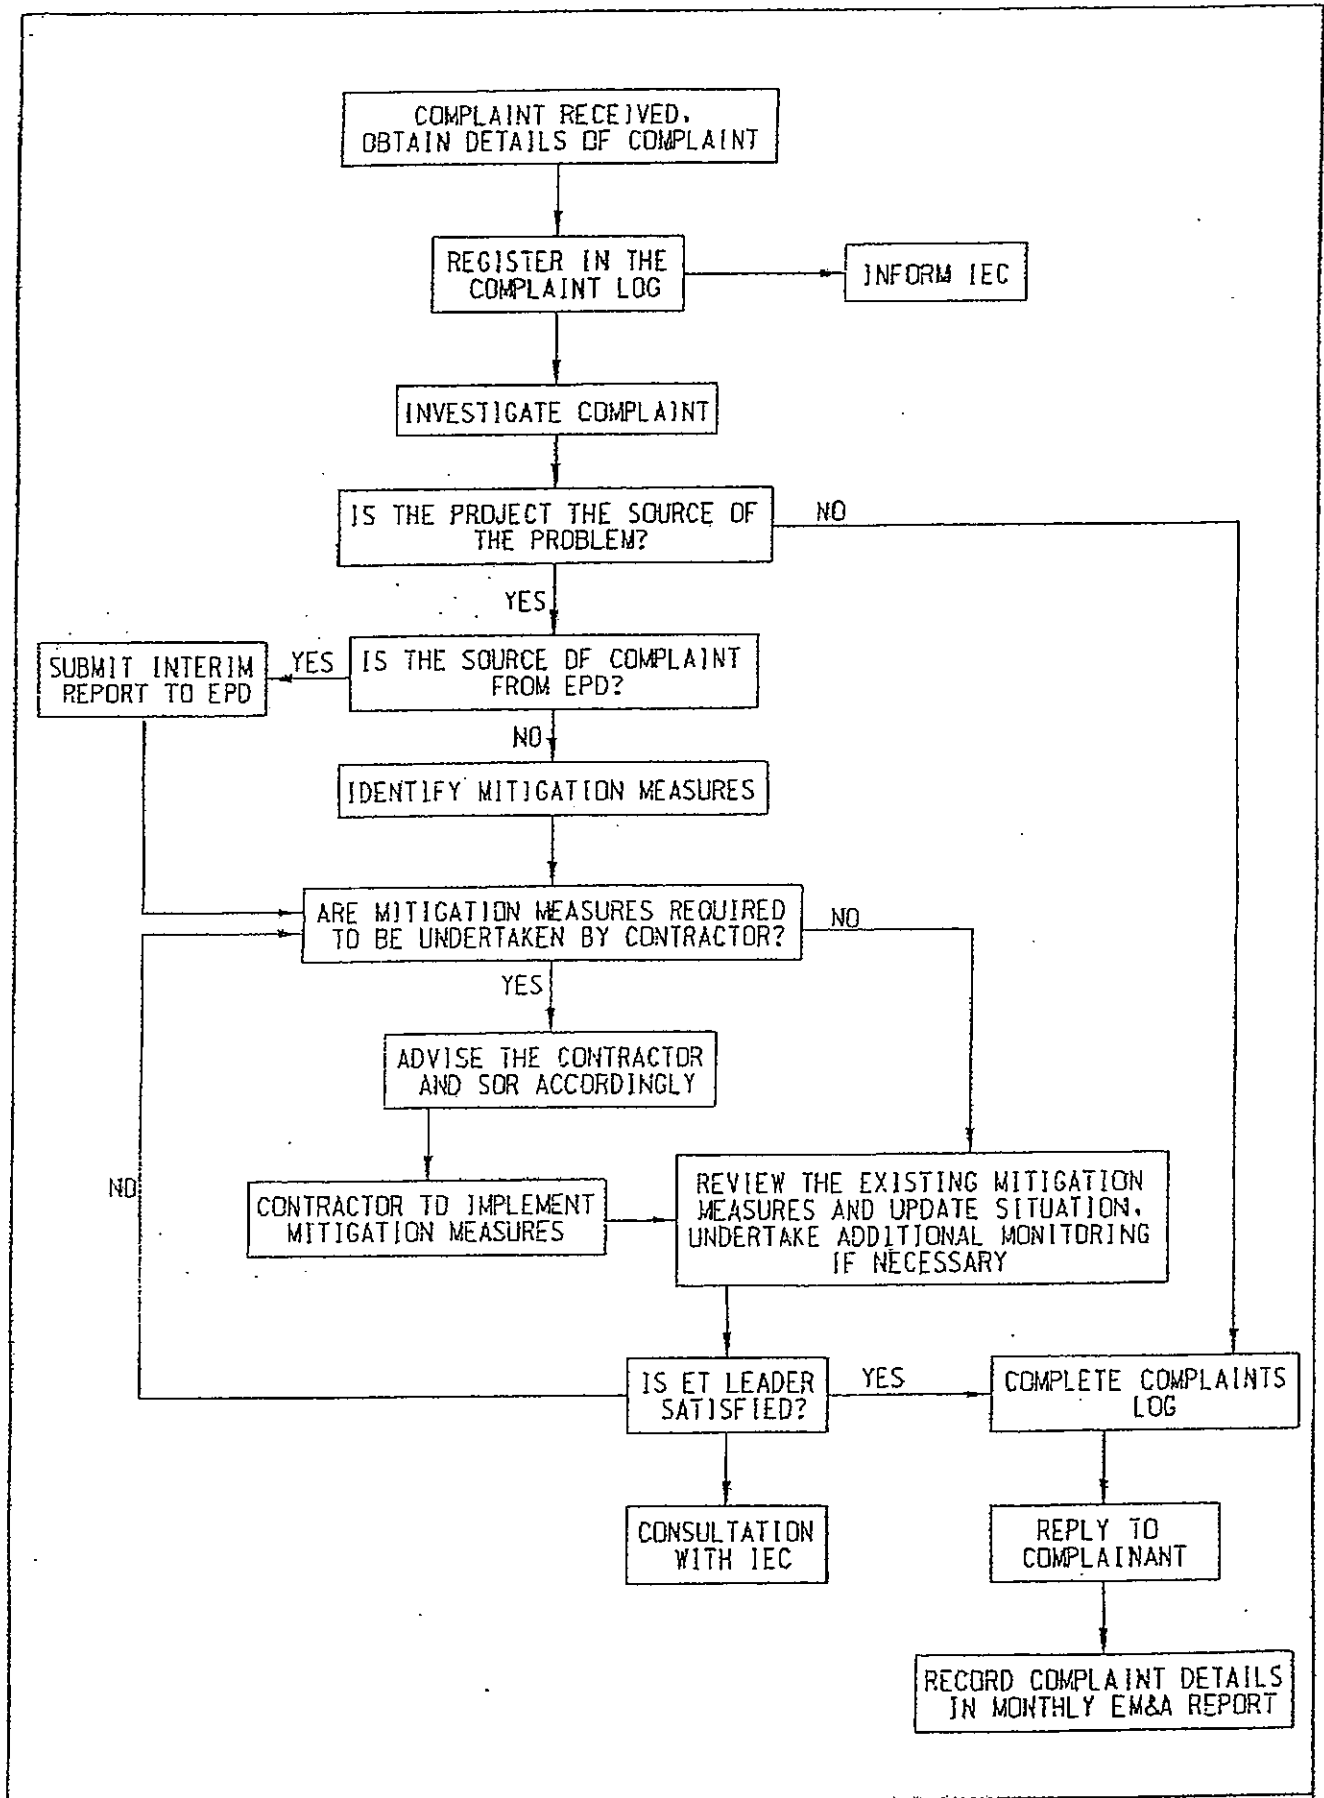 COMPLAINT RECEIVED,
OBTAIN DETAILS OF COMPLAINT
REGISTER IN THE
COMPLAINT LOG
INFORM IEC
INVESTIGATE COMPLAINT
IS THE PROJECT THE SOURCE OF
THE PROBLEM?
NO
YES
SUBMIT INTERIM
REPORT TO EPD
YES
IS THE SOURCE OF COMPLAINT
FROM EPD?
NO
IDENTIFY MITIGATION MEASURES
ARE MITIGATION MEASURES REQUIRED
TO BE UNDERTAKEN BY CONTRACTOR?
NO
YES
ADVISE THE CONTRACTOR
AND SOR ACCORDINGLY
NO
CONTRACTOR TO IMPLEMENT
MITIGATION MEASURES
REVIEW THE EXISTING MITIGATION
MEASURES AND UPDATE SITUATION,
UNDERTAKE ADDITIONAL MONITORING
IF NECESSARY
IS ET LEADER
SATISFIED?
YES
COMPLETE COMPLAINTS
LOG
CONSULTATION
WITH IEC
REPLY TO
COMPLAINANT
RECORD COMPLAINT DETAILS
IN MONTHLY EM&A REPORT